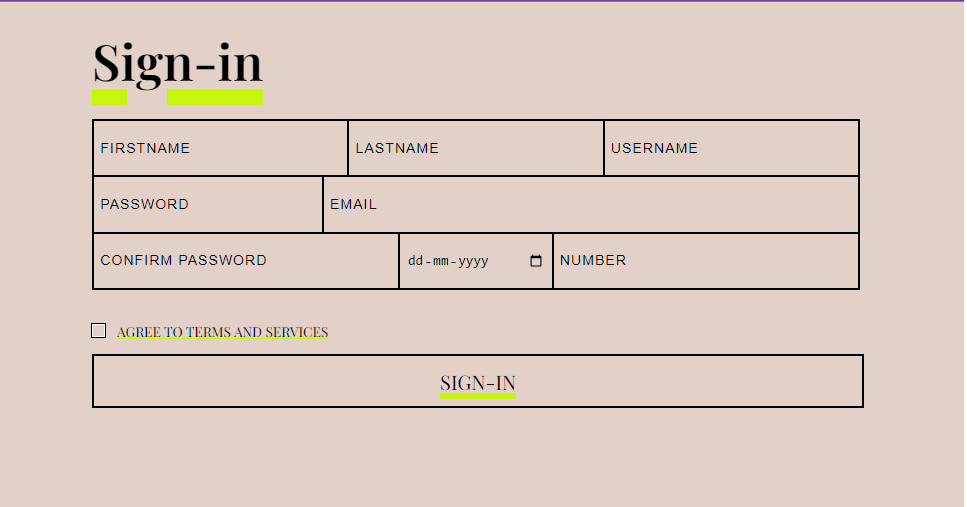 Sign-in
FIRSTNAME LASTNAME USERNAME
PASSWORD EMAIL
CONFIRM PASSWORD dd-mm-yyyy NUMBER
AGREE TO TERMS AND SERVICES
SIGN-IN